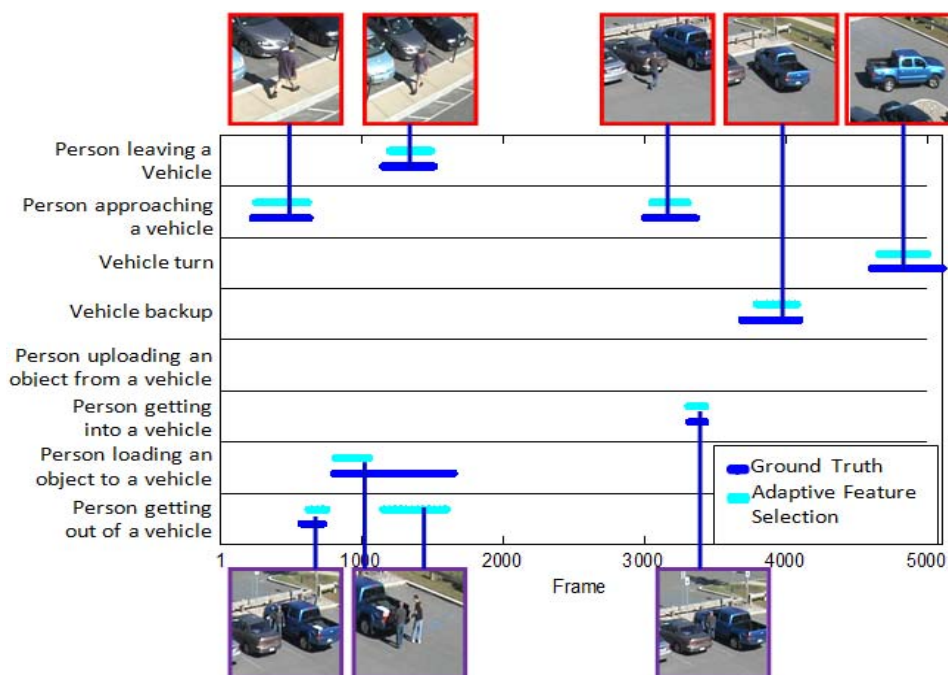 Person leaving a
Vehicle
Person approaching
a vehicle
Vehicle turn
Vehicle backup
Person uploading an
object from a vehicle
Person getting
into a vehicle
Person loading an
object to a vehicle
Person getting
out of a vehicle
Ground Truth
Adaptive Feature
Selection
1 1000 2000 3000 4000 5000
Frame